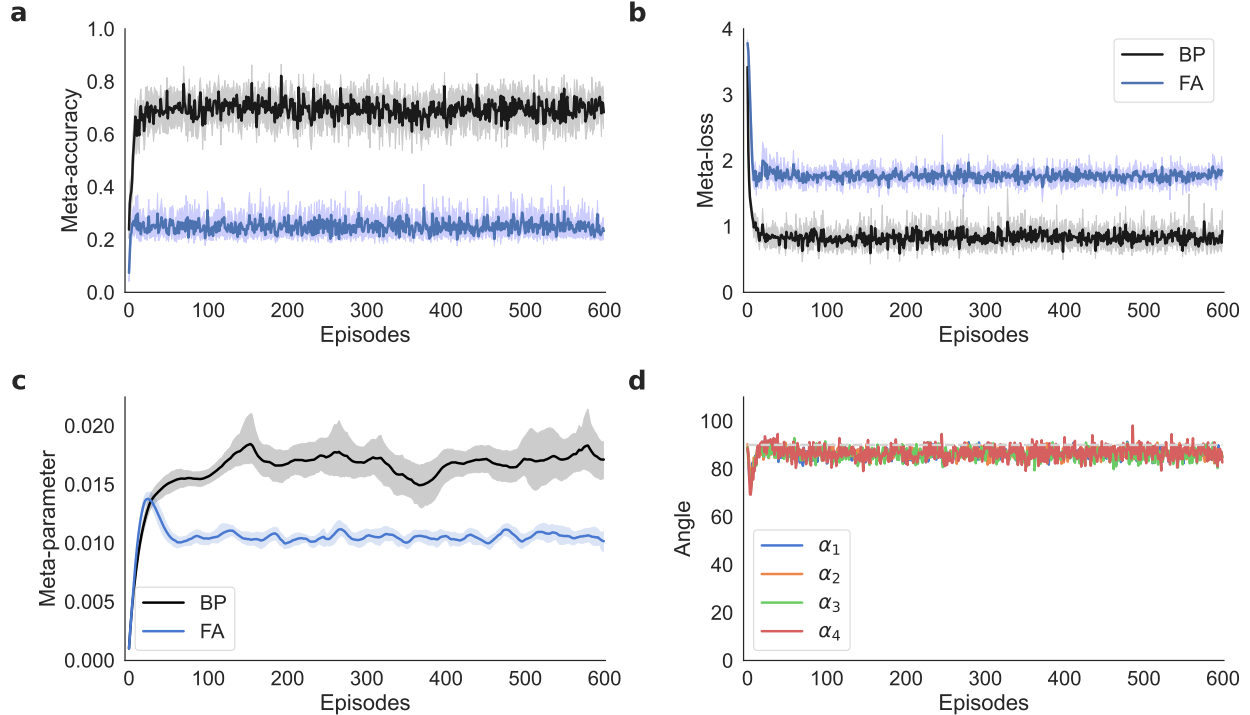 a
1.0
0.8
0.6
0.4
0.2
0.0
Meta-accuracy
0 100 200 300 400 500 600
Episodes
b
4
3
2
1
0
Meta-loss
BP
FA
0 100 200 300 400 500 600
Episodes
c
0.020
0.015
0.010
0.005
0.000
Meta-parameter
BP
FA
0 100 200 300 400 500 600
Episodes
d
100
80
60
40
20
0
Angle
α1
α2
α3
α4
0 100 200 300 400 500 600
Episodes